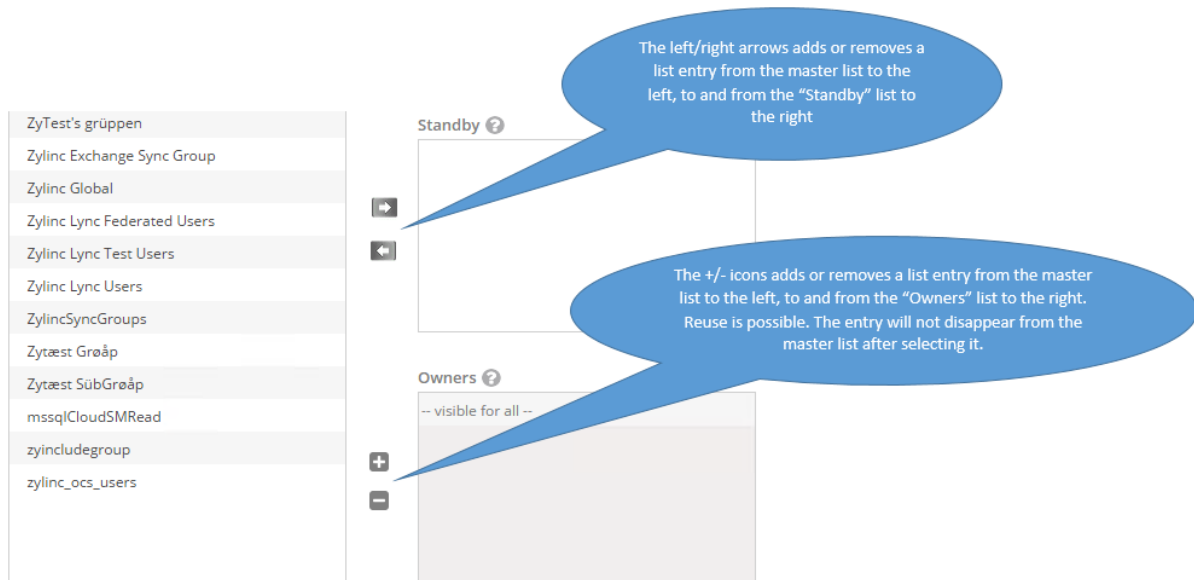 The left/right arrows adds or removes a
list entry from the master list to the
left, to and from the “Standby” list to
the right
ZyTest's grüppen
Zylinc Exchange Sync Group
Zylinc Global
Zylinc Lync Federated Users
Zylinc Lync Test Users
Zylinc Lync Users
ZylincSyncGroups
Zytæst Grøåp
Zytæst SübGrøåp
mssqlCloudSMRead
zyincludegroup
zylinc_ocs_users
Standby ?
The +/- icons adds or removes a list entry from the master
list to the left, to and from the “Owners” list to the right.
Reuse is possible. The entry will not disappear from the
master list after selecting it.
Owners ?
-- visible for all --